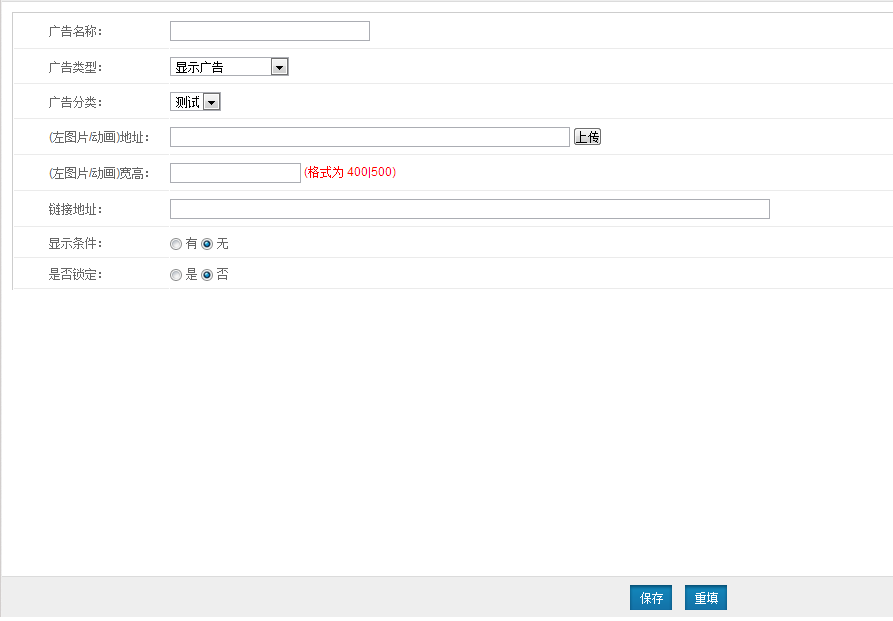 广告名称：
广告类型： 显示广告
广告分类： 测试
(左图片/动画)地址： 上传
(左图片/动画)宽高： (格式为 400|500)
链接地址：
显示条件： 有 无
是否锁定： 是 否
保存 重填